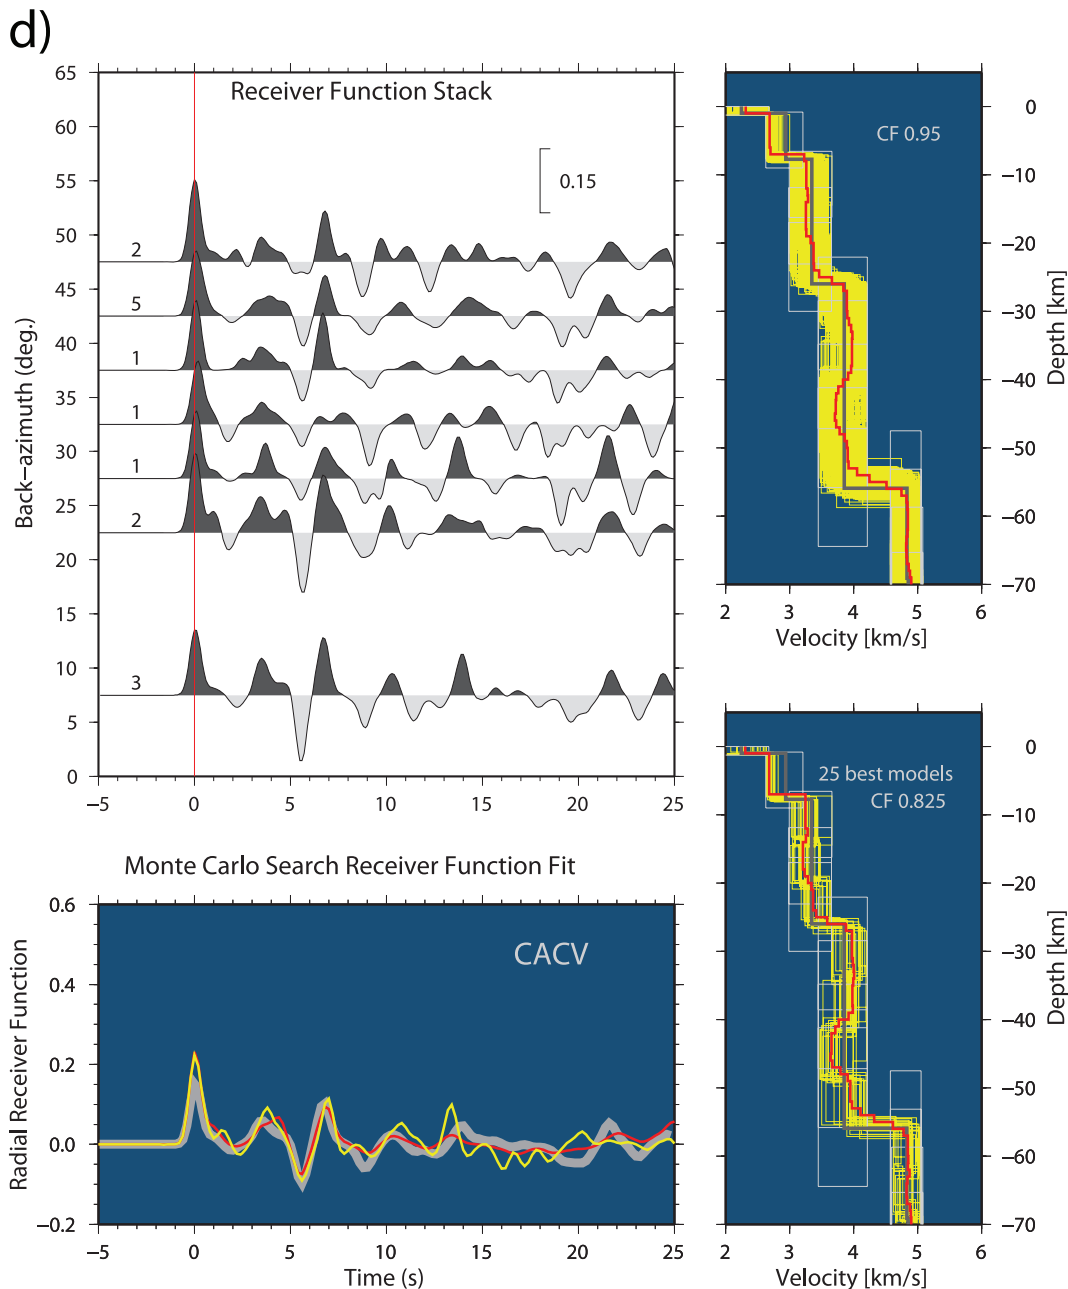 d)
Receiver Function Stack
0.15
Back−azimuth (deg.)
65
60
55
50
45
40
35
30
25
20
15
10
5
0
2
5
1
1
1
2
3
−5 0 5 10 15 20 25
CF 0.95
0
−10
−20
−30
−40
−50
−60
−70
Depth [km]
2 3 4 5 6
Velocity [km/s]
Monte Carlo Search Receiver Function Fit
CACV
Radial Receiver Function
0.6
0.4
0.2
0.0
−0.2
−5 0 5 10 15 20 25
Time (s)
25 best models
CF 0.825
0
−10
−20
−30
−40
−50
−60
−70
Depth [km]
2 3 4 5 6
Velocity [km/s]